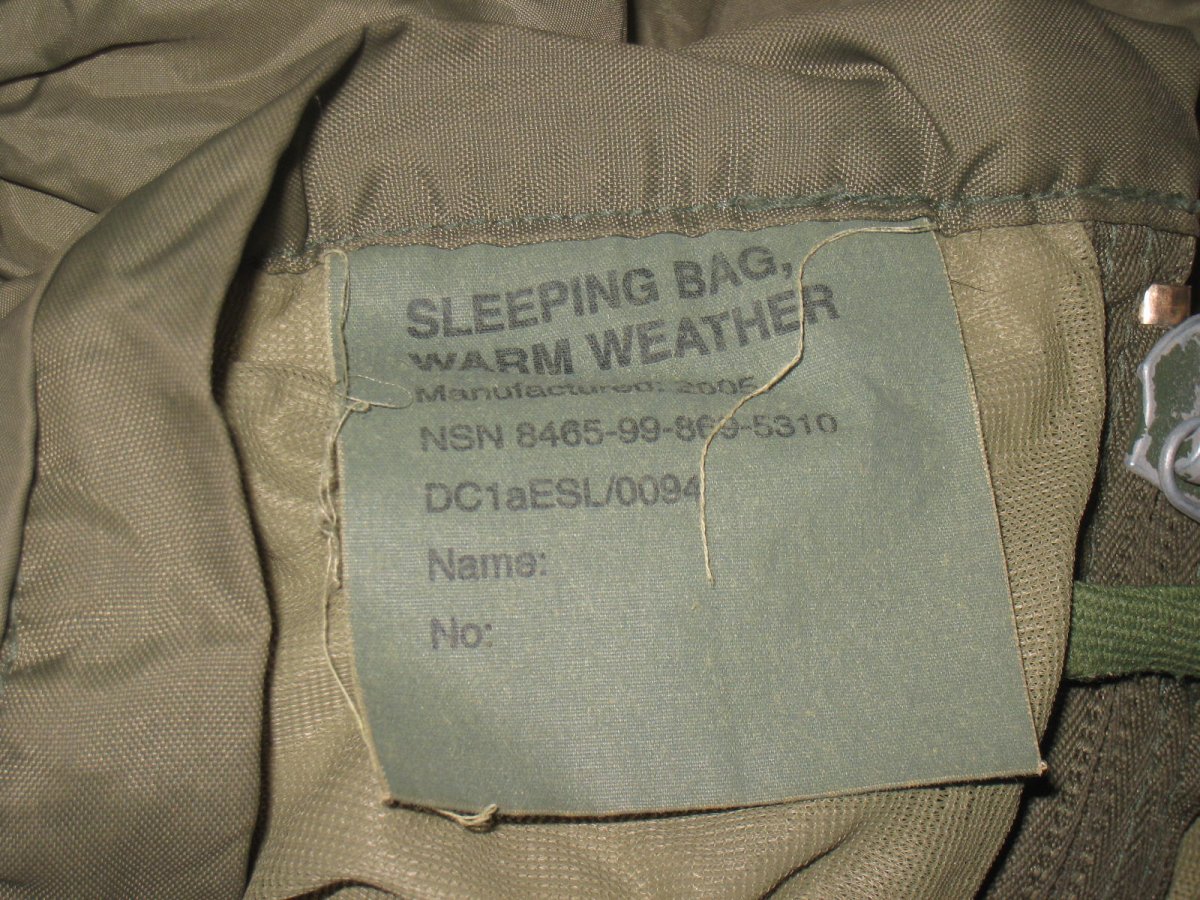 SLEEPING BAG,
WARM WEATHER
Manufactured: 2005
NSN 8465-99-869-5310
DC1aESL/0094
Name:
No: